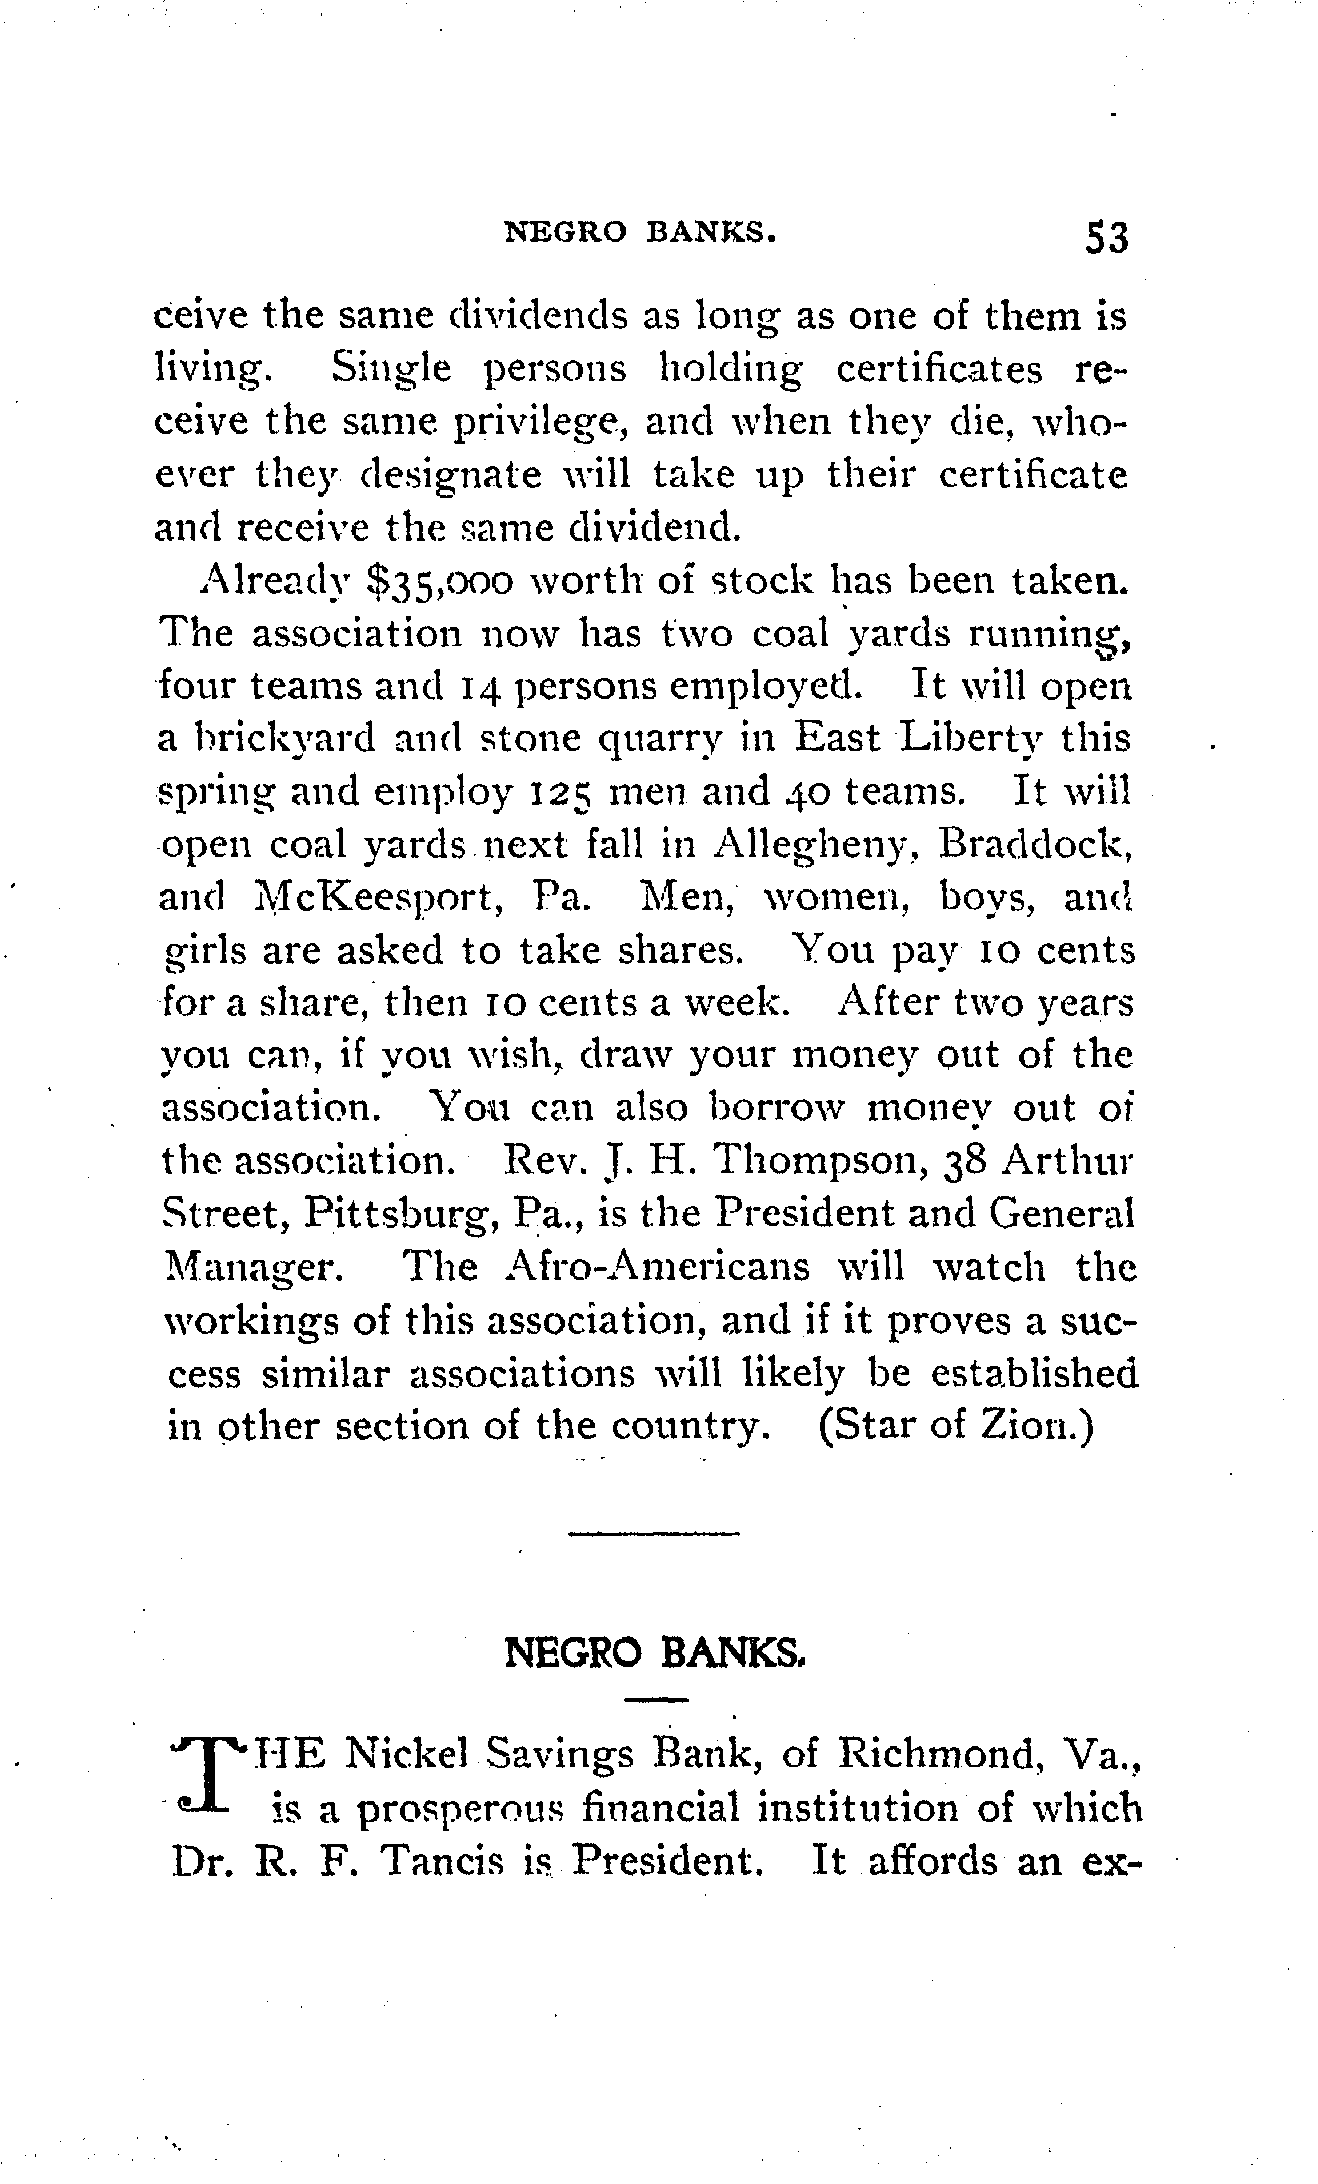 NEGRO BANKS. 53
ceive the same dividends as long as one of them is
living. Single persons holding certificates re-
ceive the same privilege, and when they die, who-
ever they designate will take up their certificate
and receive the same dividend.
Already $35,000 worth of stock has been taken.
The association now has two coal yards running,
four teams and 14 persons employed. It will open
a brickyard and stone quarry in East Liberty this
spring and employ 125 men and 40 teams. It will
open coal yards next fall in Allegheny, Braddock,
and McKeesport, Pa. Men, women, boys, and
girls are asked to take shares. You pay 10 cents
for a share, then 10 cents a week. After two years
you can, if you wish, draw your money out of the
association. You can also borrow money out of
the association. Rev. J. H. Thompson, 38 Arthur
Street, Pittsburg, Pa., is the President and General
Manager. The Afro-Americans will watch the
workings of this association, and if it proves a suc-
cess similar associations will likely be established
in other section of the country. (Star of Zion.)
NEGRO BANKS.
THE Nickel Savings Bank, of Richmond, Va.,
is a prosperous financial institution of which
Dr. R. F. Tancis is President. It affords an ex-